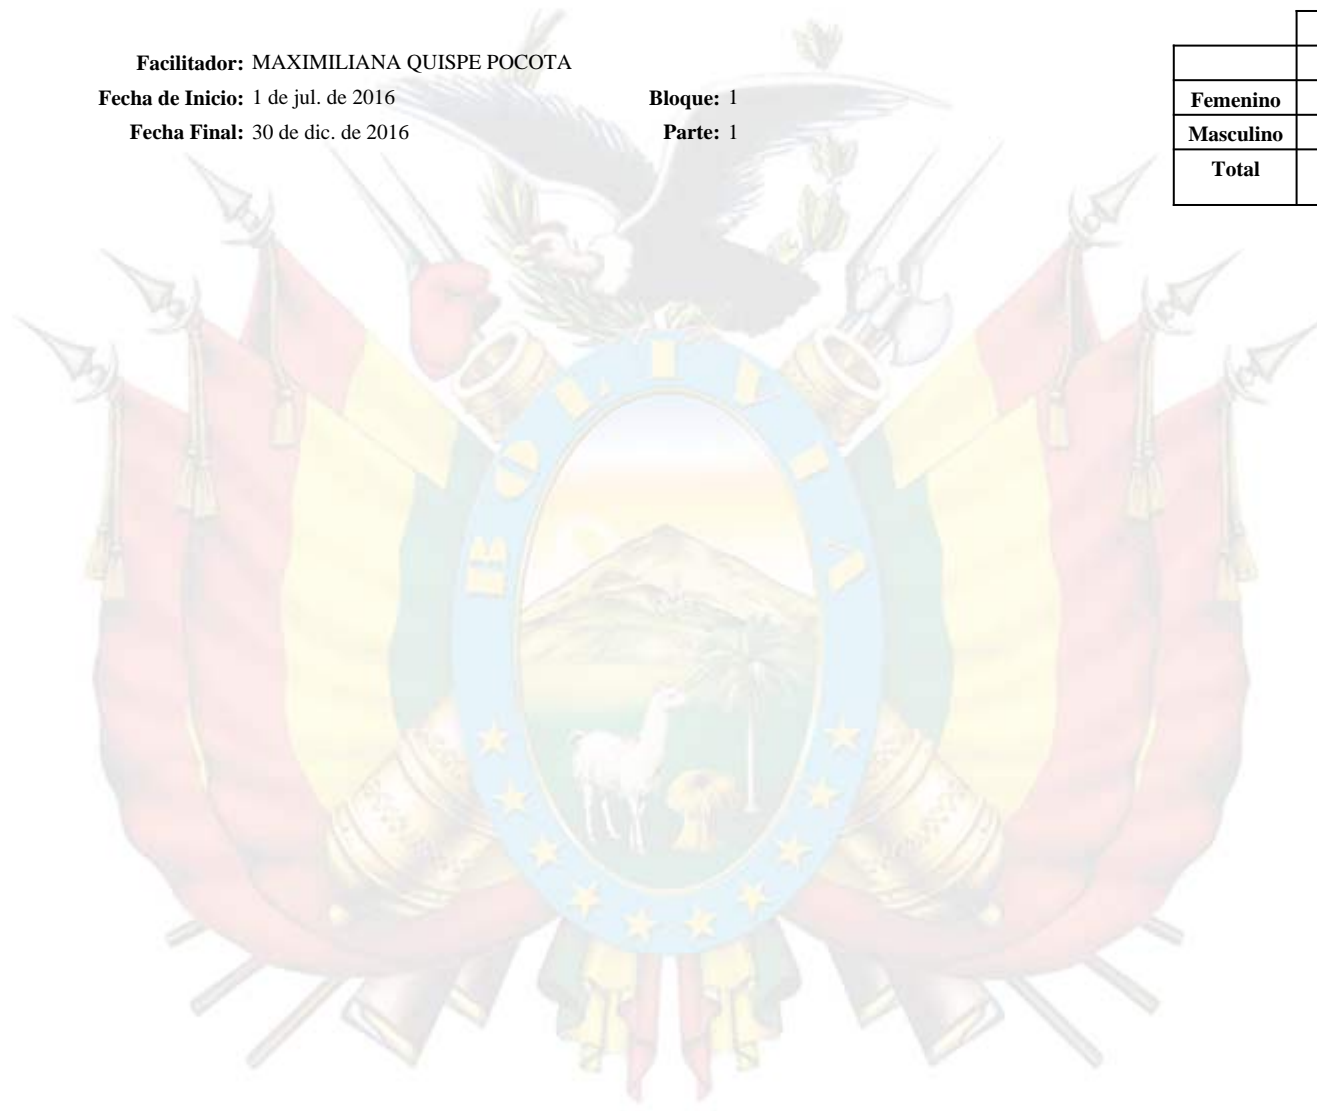 Facilitador: MAXIMILIANA QUISPE POCOTA
Fecha de Inicio: 1 de jul. de 2016 Bloque: 1
Fecha Final: 30 de dic. de 2016 Parte: 1
Femenino
Masculino
Total
BOLIVIA